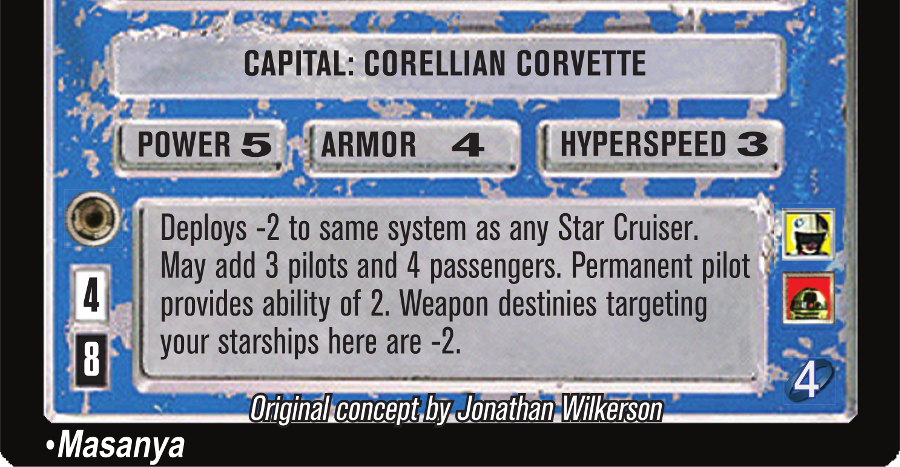 CAPITAL: CORELLIAN CORVETTE
POWER 5 ARMOR 4 HYPERSPEED 3
Deploys -2 to same system as any Star Cruiser.
May add 3 pilots and 4 passengers. Permanent pilot
provides ability of 2. Weapon destinies targeting
your starships here are -2.
4
8
4
Original concept by Jonathan Wilkerson
•Masanya